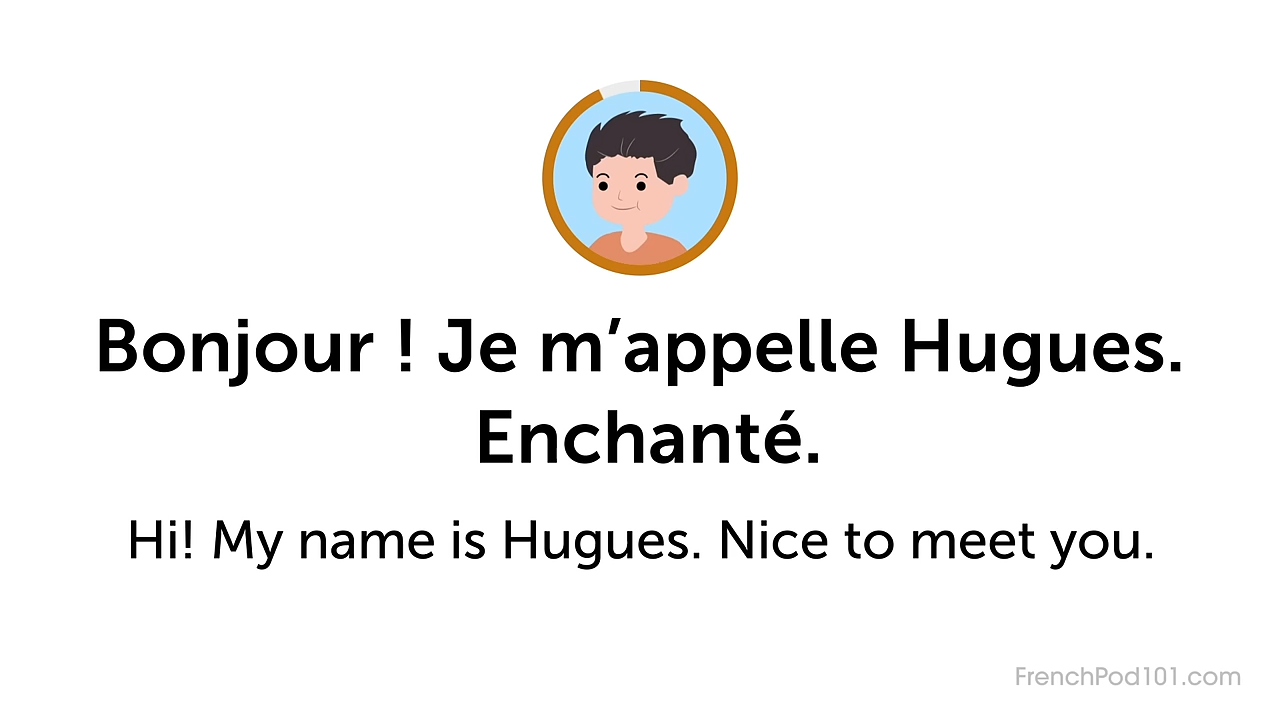 Bonjour ! Je m’appelle Hugues.
Enchanté.
Hi! My name is Hugues. Nice to meet you.
FrenchPod101.com